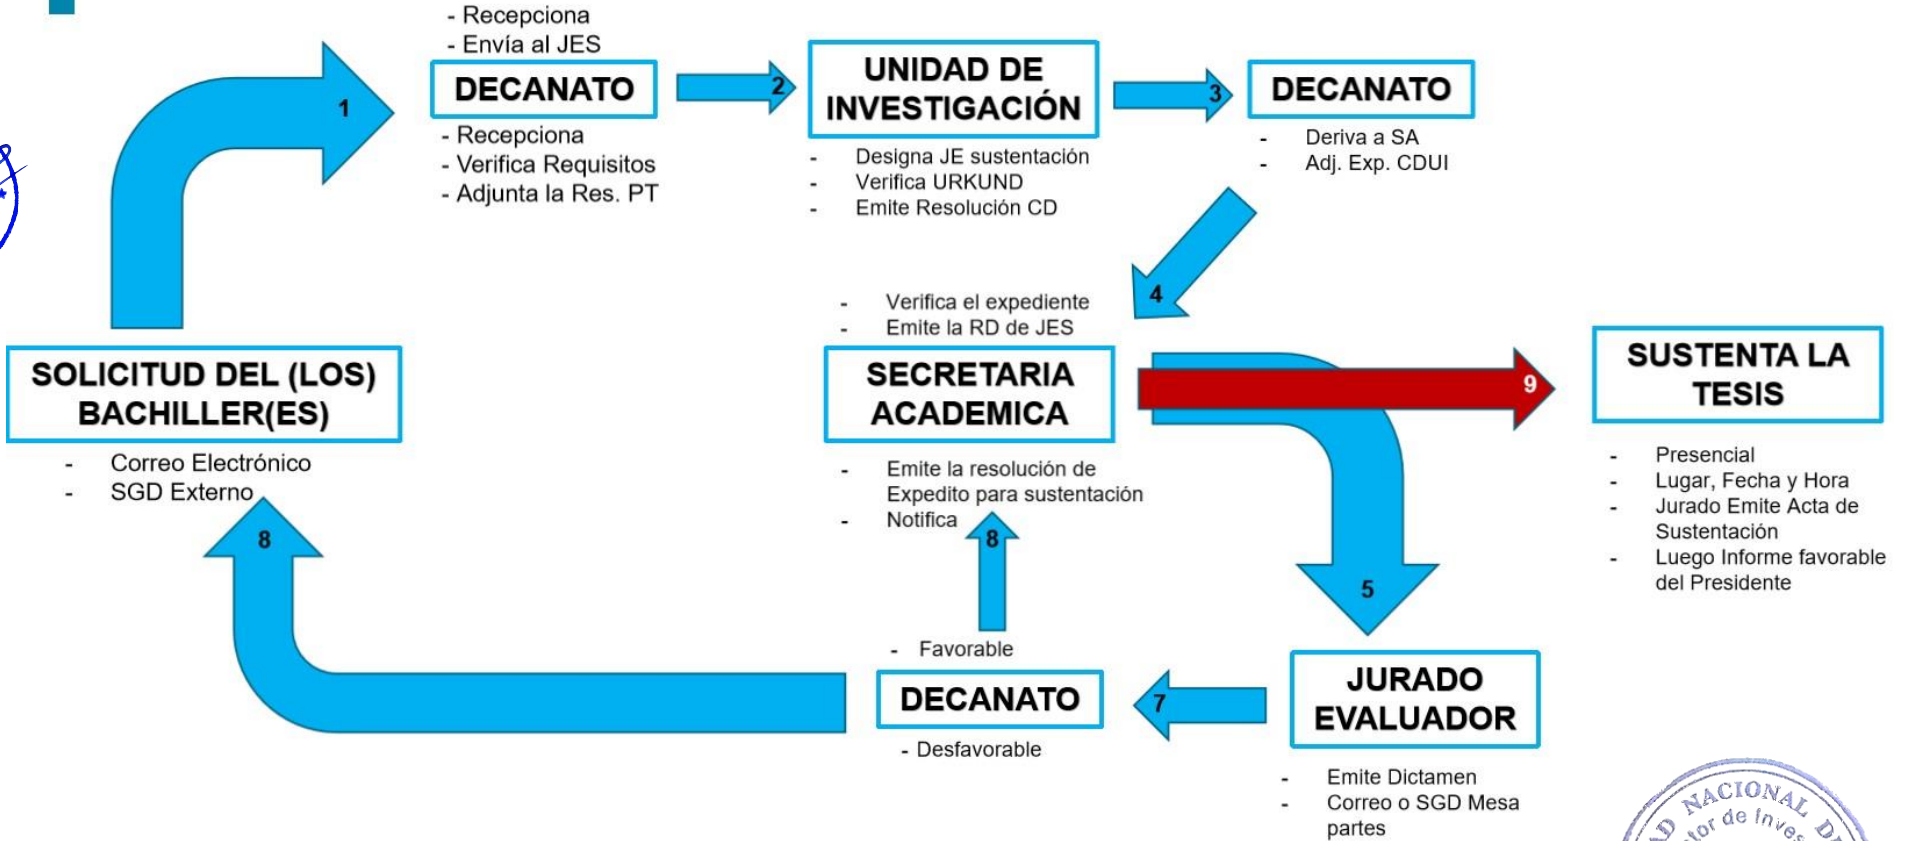 - Recepciona
- Envía al JES
DECANATO
- Recepciona
- Verifica Requisitos
- Adjunta la Res. PT
1
2
UNIDAD DE
INVESTIGACIÓN
- Designa JE sustentación
- Verifica URKUND
- Emite Resolución CD
3
DECANATO
- Deriva a SA
- Adj. Exp. CDUI
4
- Verifica el expediente
- Emite la RD de JES
SECRETARIA
ACADEMICA
- Emite la resolución de
Expedito para sustentación
- Notifica
SOLICITUD DEL (LOS)
BACHILLER(ES)
- Correo Electrónico
- SGD Externo
9
SUSTENTA LA
TESIS
- Presencial
- Lugar, Fecha y Hora
- Jurado Emite Acta de
Sustentación
- Luego Informe favorable
del Presidente
5
JURADO
EVALUADOR
- Emite Dictamen
- Correo o SGD Mesa
partes
7
8
- Favorable
DECANATO
- Desfavorable
8
NACIONAL
de